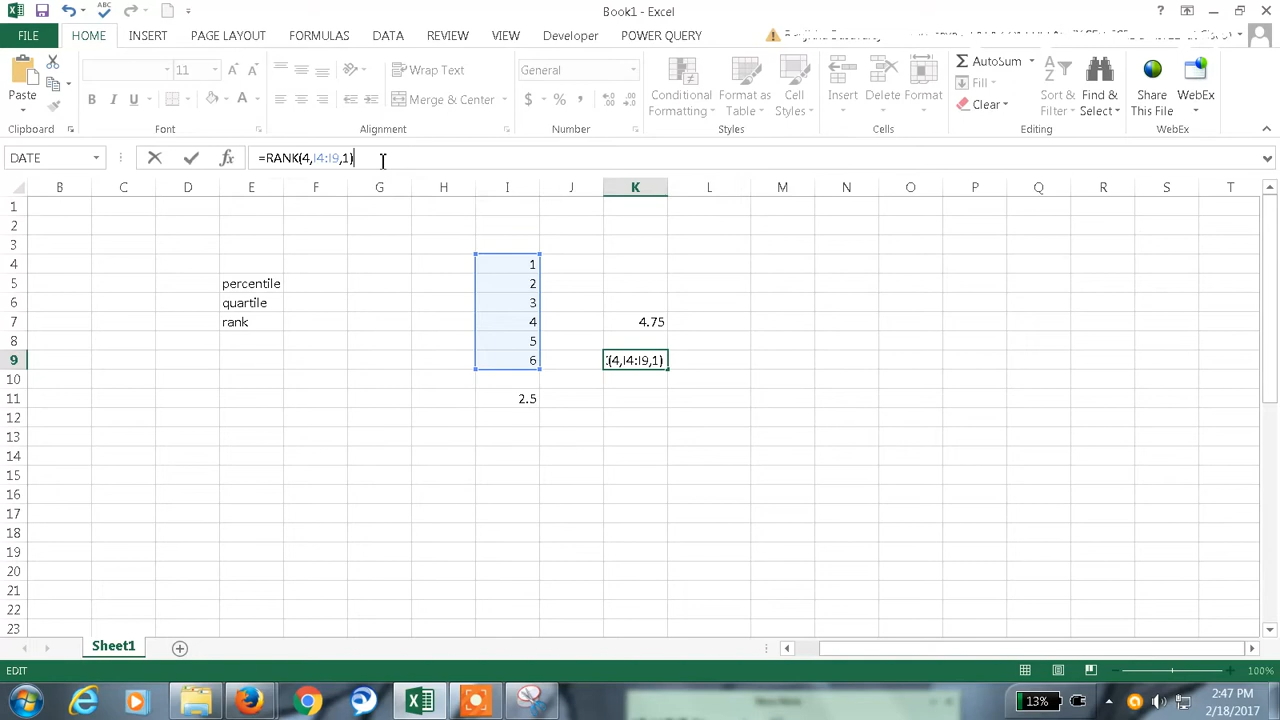 Book1 - Excel
?
FILE HOME INSERT PAGE LAYOUT FORMULAS DATA REVIEW VIEW Developer POWER QUERY
Paste
Clipboard
11
B I U A
Font
Wrap Text
Merge & Center
Alignment
General
$ % ,
Number
Conditional Formatting
Format as Table
Cell Styles
Styles
Insert Delete Format
Cells
AutoSum
Fill
Clear
Sort & Filter
Find & Select
Editing
Share This File
WebEx
WebEx
DATE
fx
=RANK(4,I4:I9,1)
B C D E F G H I J K L M N O P Q R S T
1
2
3
4 1
5 percentile 2
6 quartile 3
7 rank 4 4.75
8 5
9 6 (4,I4:I9,1)
10
11 2.5
12
13
14
15
16
17
18
19
20
21
22
23
Sheet1
EDIT
100%
13%
2:47 PM
2/18/2017